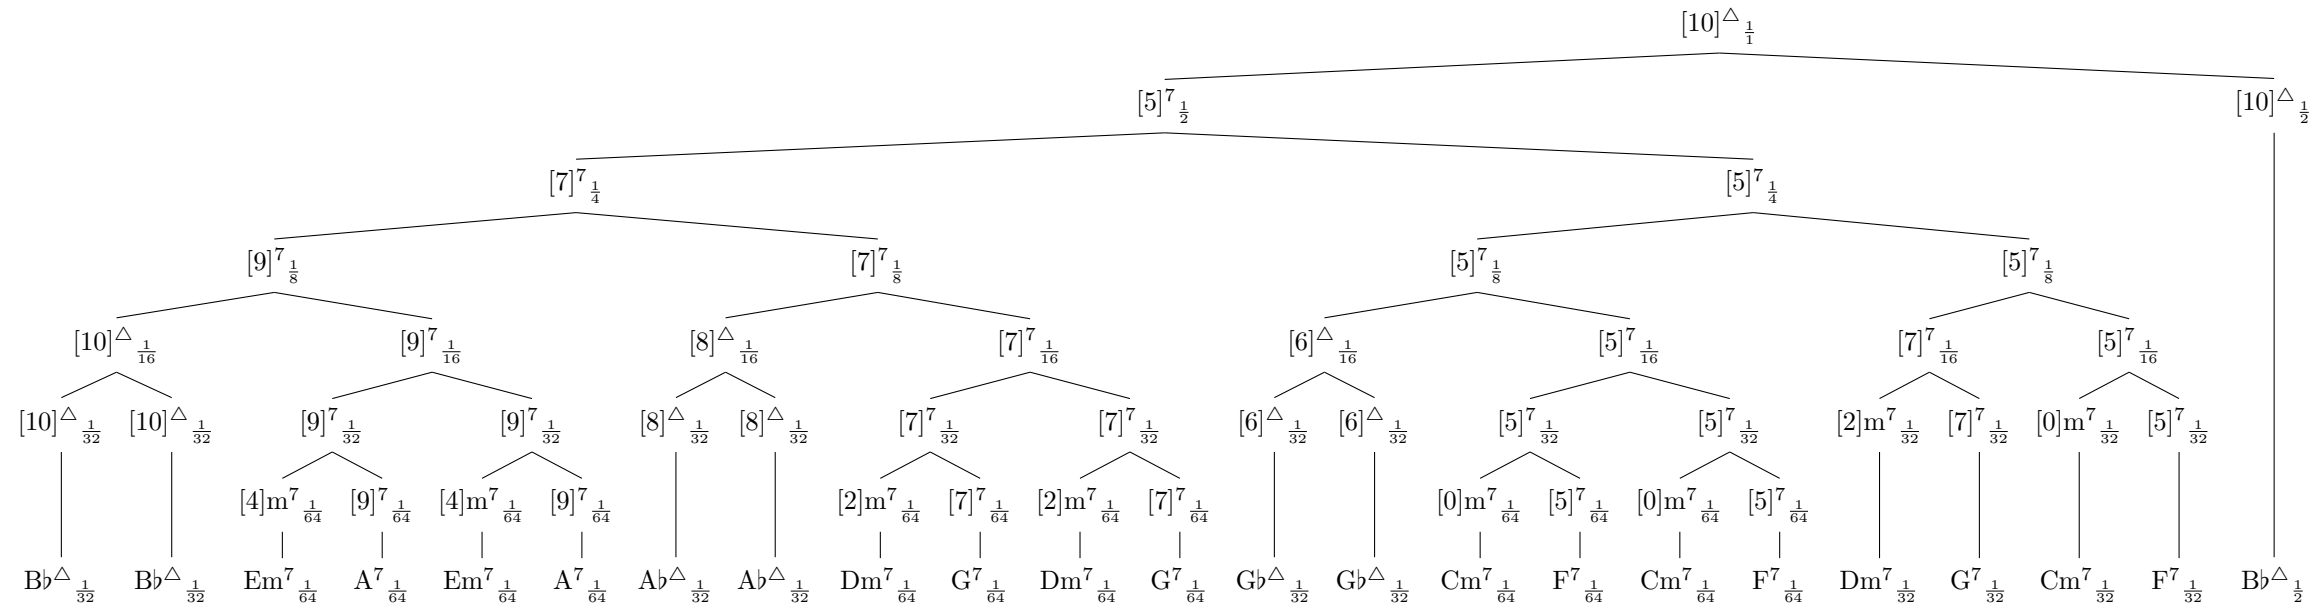 [10]△ 1/1
[5]7 1/2 [10]△ 1/2
[7]7 1/4 [5]7 1/4
[9]7 1/8 [7]7 1/8 [5]7 1/8 [5]7 1/8
[10]△ 1/16 [9]7 1/16 [8]△ 1/16 [7]7 1/16 [6]△ 1/16 [5]7 1/16 [7]7 1/16 [5]7 1/16
[10]△ 1/32 [10]△ 1/32 [9]7 1/32 [9]7 1/32 [8]△ 1/32 [8]△ 1/32 [7]7 1/32 [7]7 1/32 [6]△ 1/32 [6]△ 1/32 [5]7 1/32 [5]7 1/32 [2]m7 1/32 [7]7 1/32 [0]m7 1/32 [5]7 1/32
[4]m7 1/64 [9]7 1/64 [4]m7 1/64 [9]7 1/64 [2]m7 1/64 [7]7 1/64 [2]m7 1/64 [7]7 1/64 [0]m7 1/64 [5]7 1/64 [0]m7 1/64 [5]7 1/64
B♭△ 1/32 B♭△ 1/32 Em7 1/64 A7 1/64 Em7 1/64 A7 1/64 A♭△ 1/32 A♭△ 1/32 Dm7 1/64 G7 1/64 Dm7 1/64 G7 1/64 G♭△ 1/32 G♭△ 1/32 Cm7 1/64 F7 1/64 Cm7 1/64 F7 1/64 Dm7 1/32 G7 1/32 Cm7 1/32 F7 1/32 B♭△ 1/2